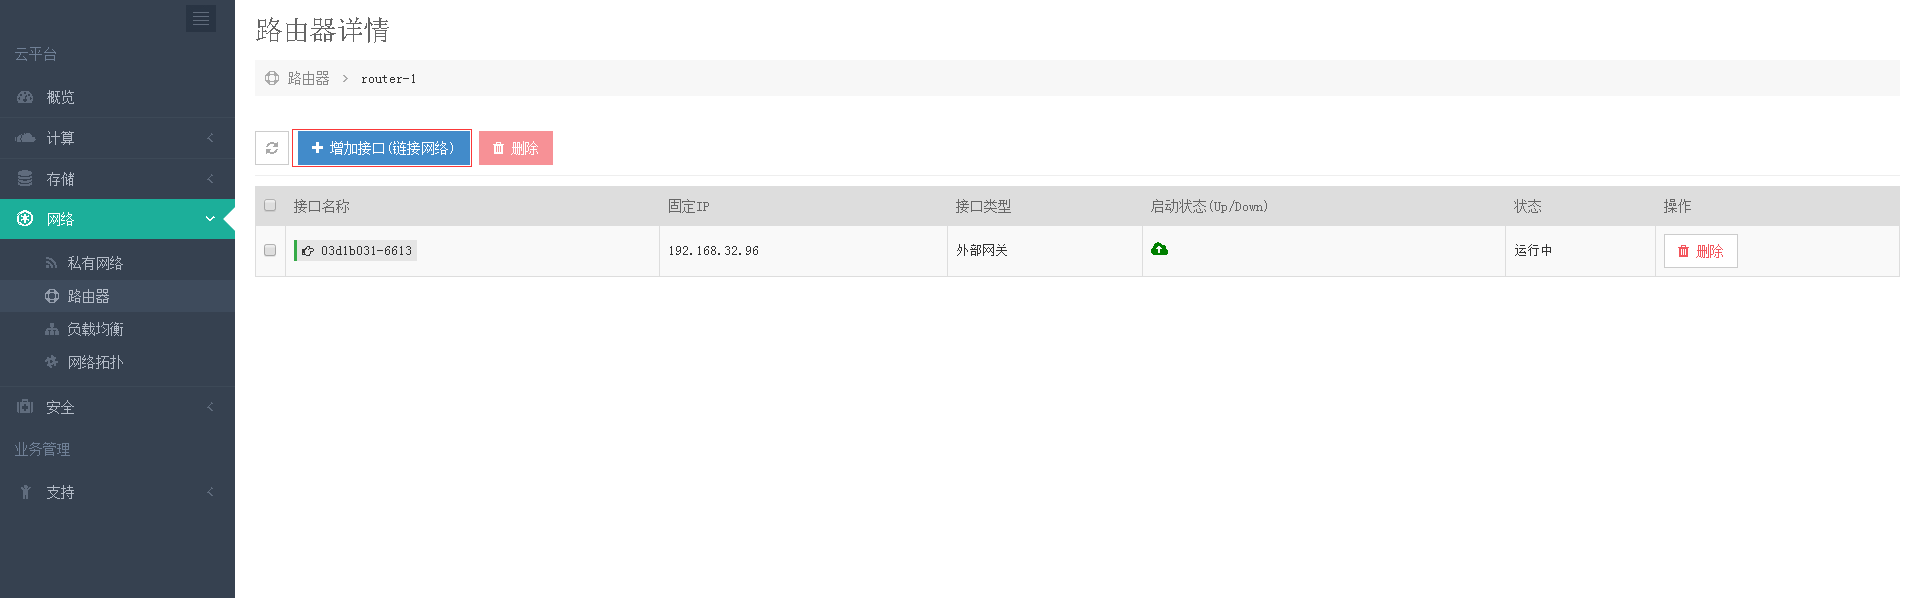 云平台
概览
计算
存储
网络
私有网络
路由器
负载均衡
网络拓扑
安全
业务管理
支持
路由器详情
路由器 > router-1
增加接口(链接网络) 删除
接口名称 固定IP 接口类型 启动状态(Up/Down) 状态 操作
03d1b031-6613 192.168.32.96 外部网关 运行中 删除